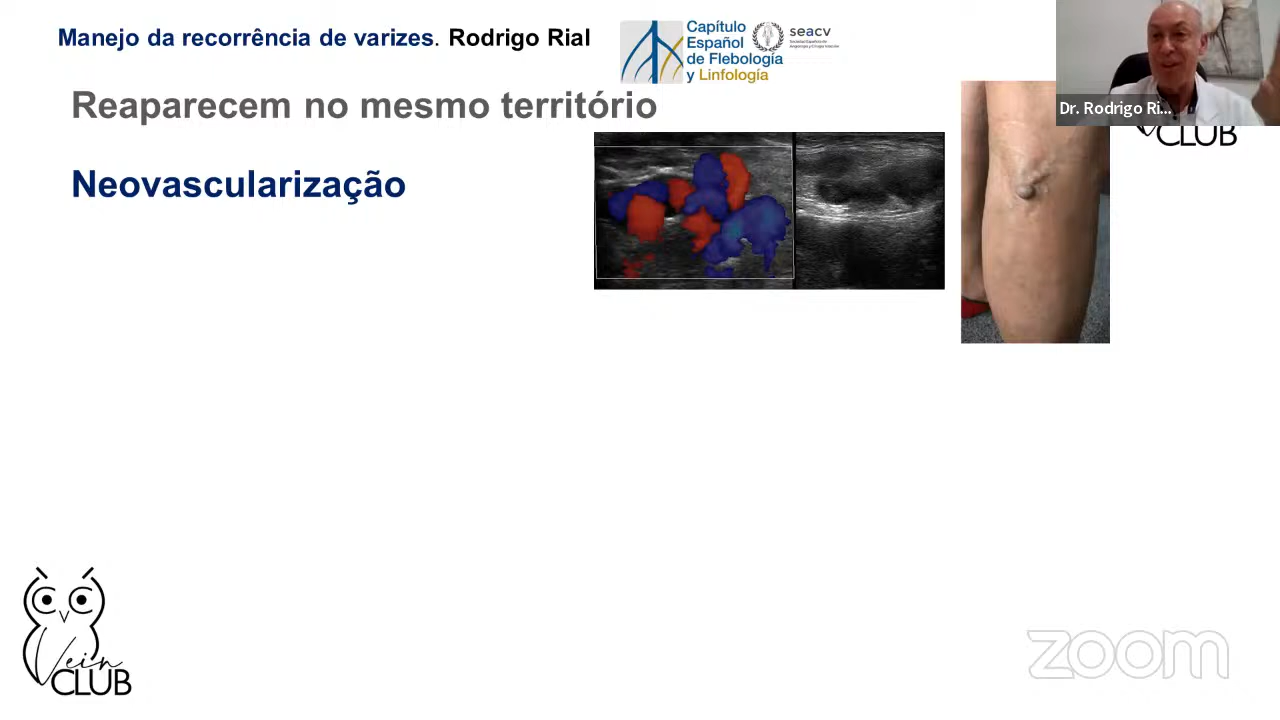 Manejo da recorrência de varizes. Rodrigo Rial
Capítulo
Español
de Flebología
y Linfología
seacv
Reaparecem no mesmo território
Dr. Rodrigo Ri...
CLUB
Neovascularização
Vein
CLUB
zoom